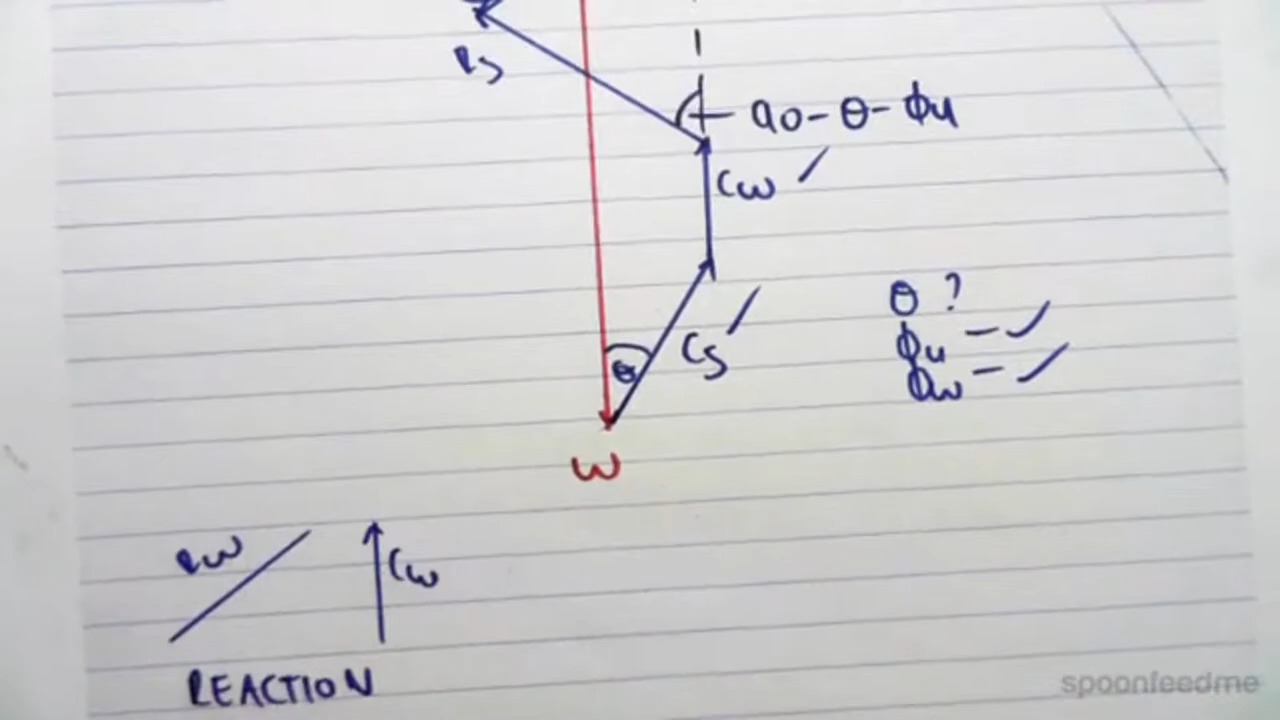 Rs
90-θ-ϕu
Cw
θ ?
ϕu -
Cs
ϕw -
θ
W
Rw
Cw
REACTION
spoonfeedme